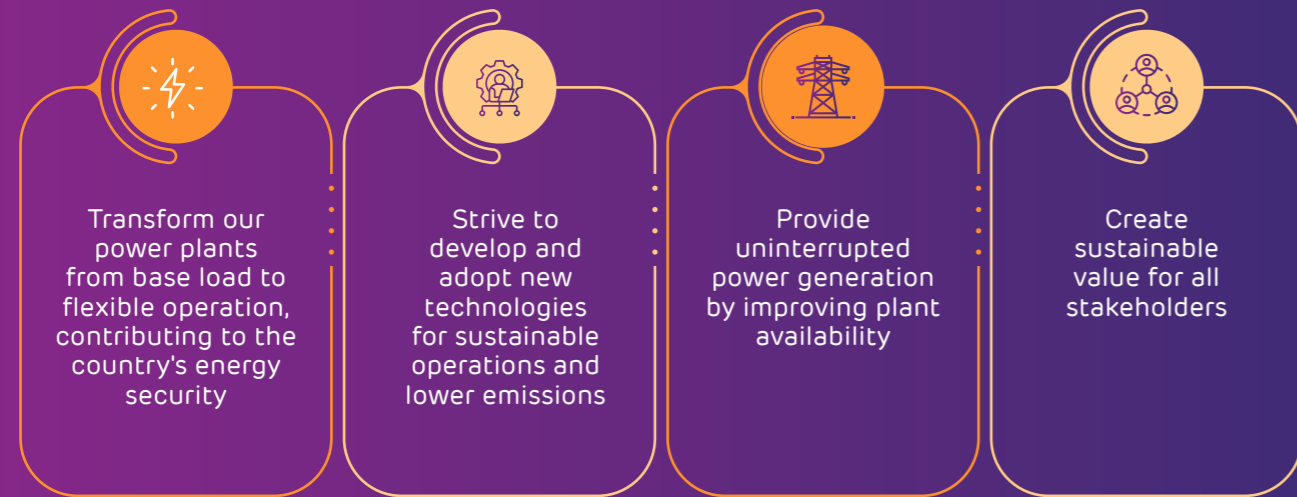 Transform our
power plants
from base load to
flexible operation,
contributing to the
country's energy
security
Strive to
develop and
adopt new
technologies
for sustainable
operations and
lower emissions
Provide
uninterrupted
power generation
by improving plant
availability
Create
sustainable
value for all
stakeholders